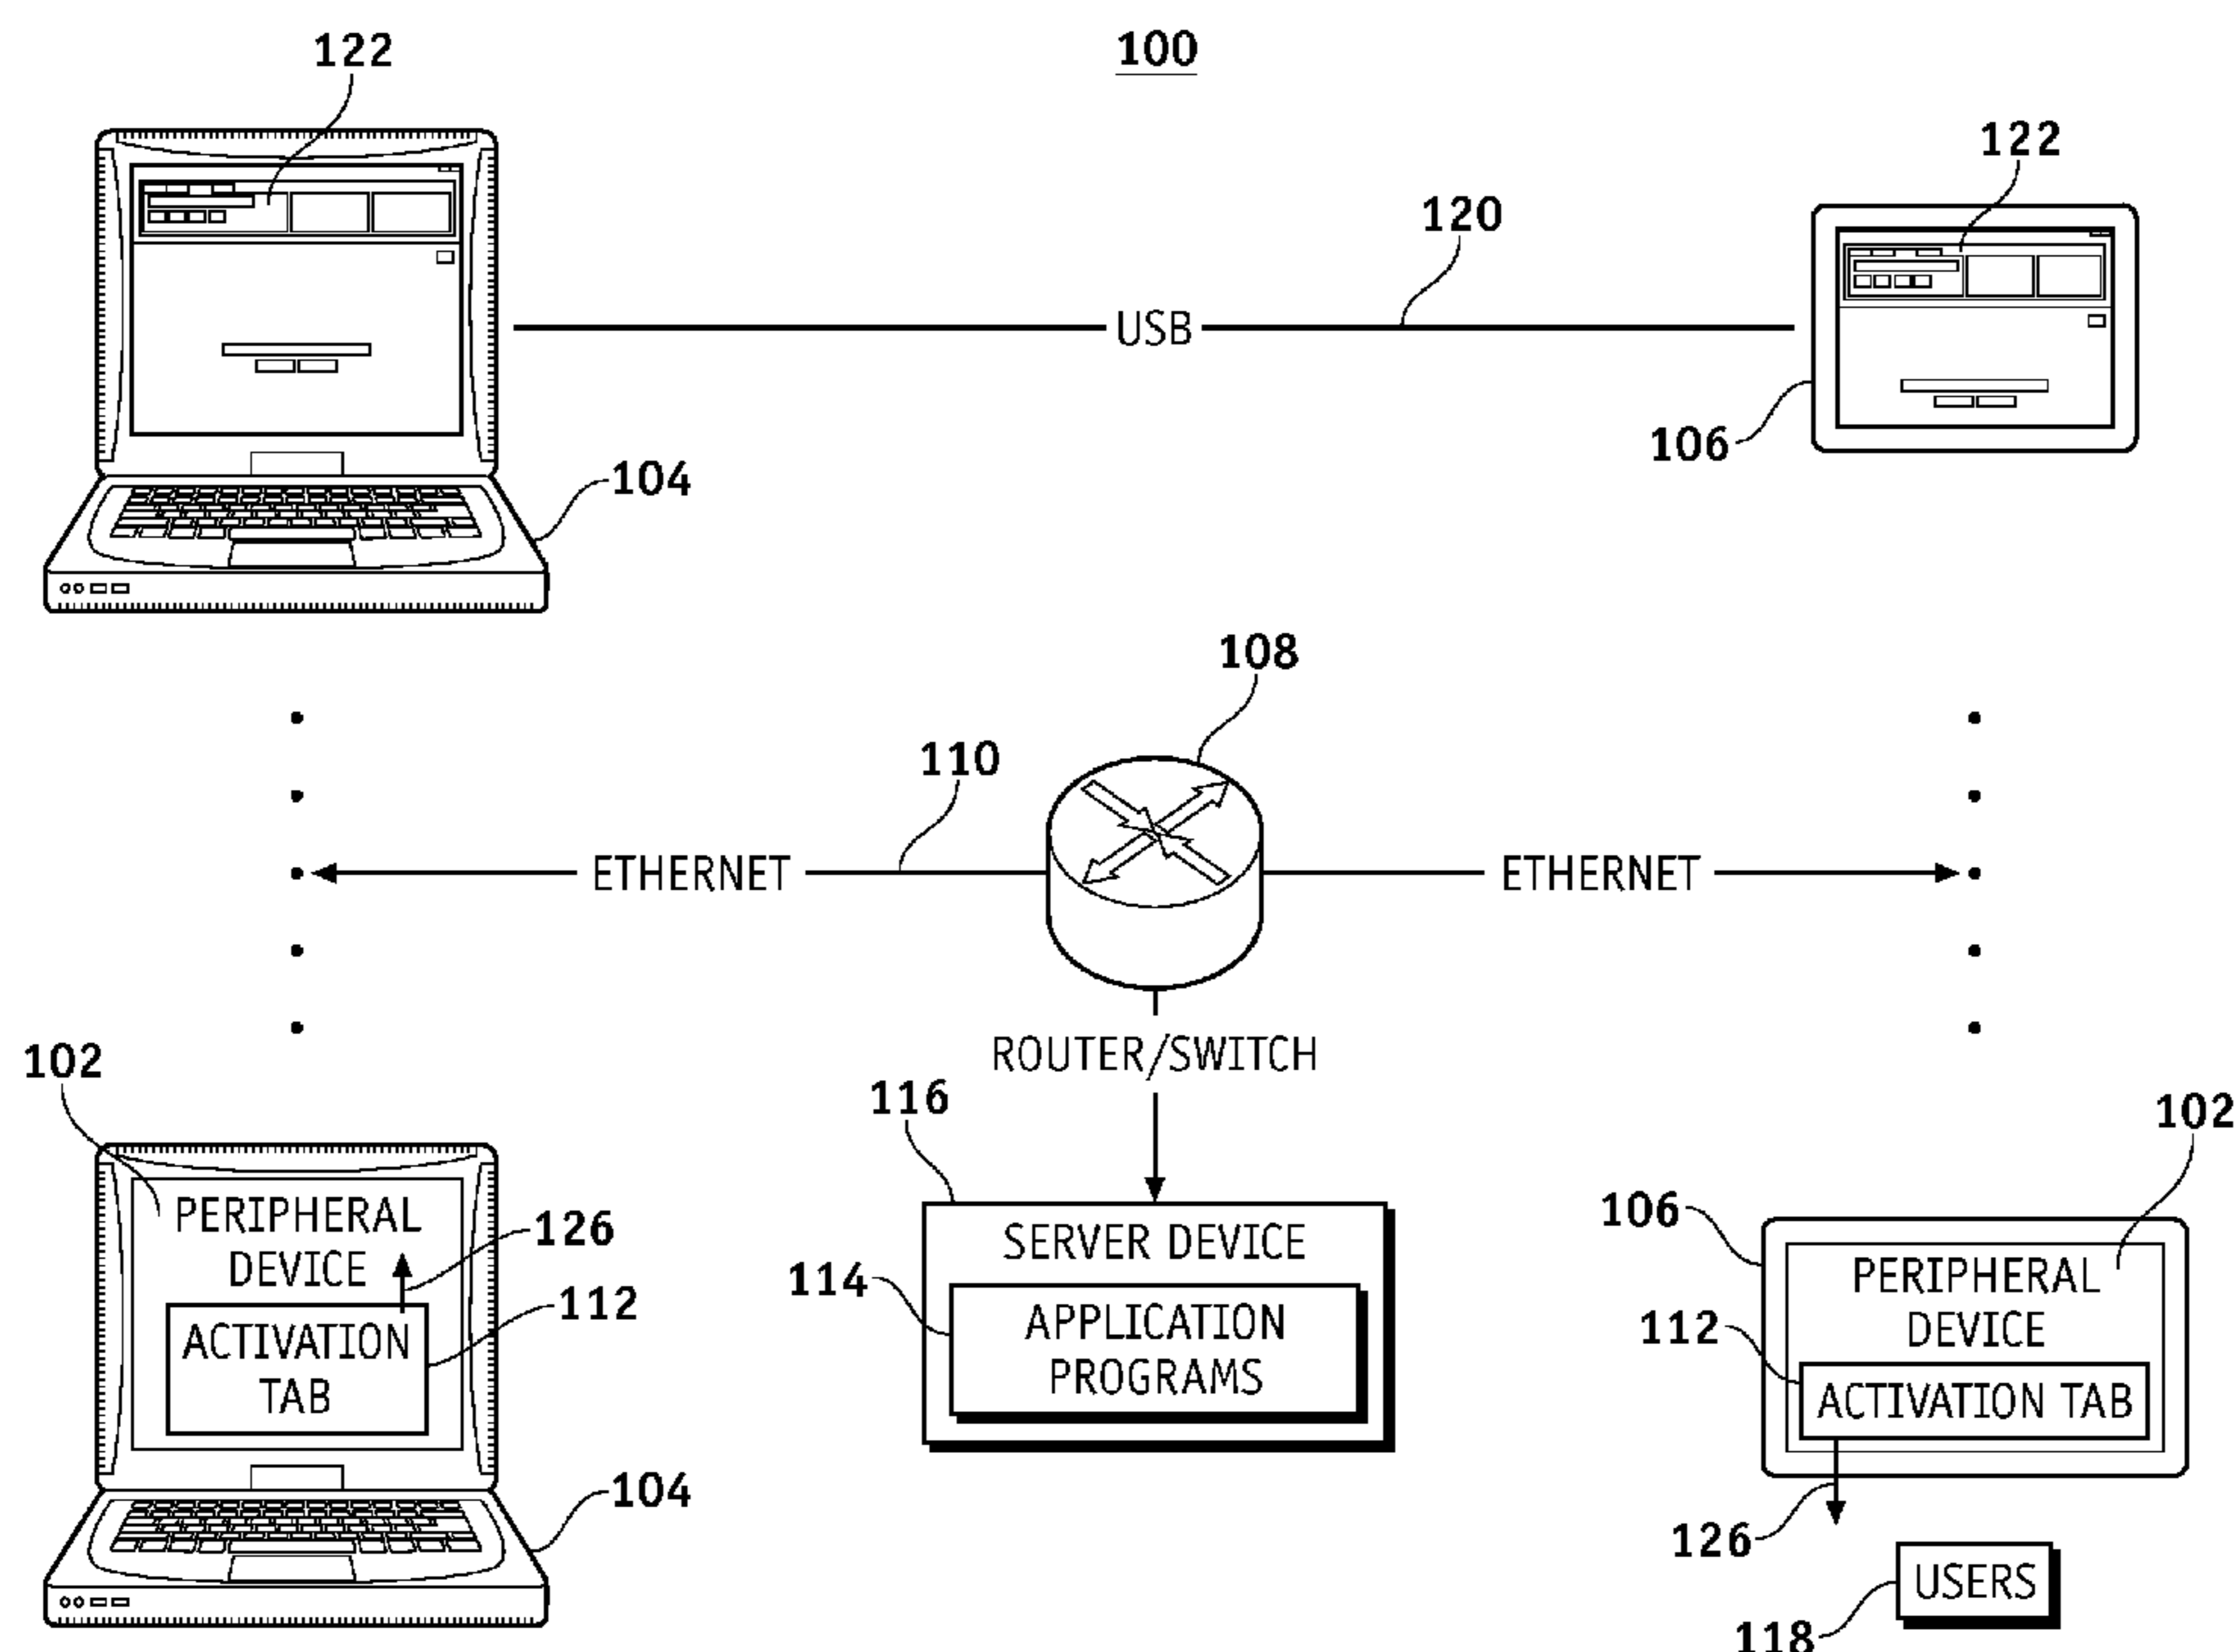 100
122
122
120
USB
106
104
108
110
ETHERNET
ETHERNET
102
ROUTER/SWITCH
116
102
PERIPHERAL
DEVICE
126
112
ACTIVATION
TAB
104
SERVER DEVICE
114
APPLICATION
PROGRAMS
106
PERIPHERAL
DEVICE
112
ACTIVATION TAB
126
USERS
118